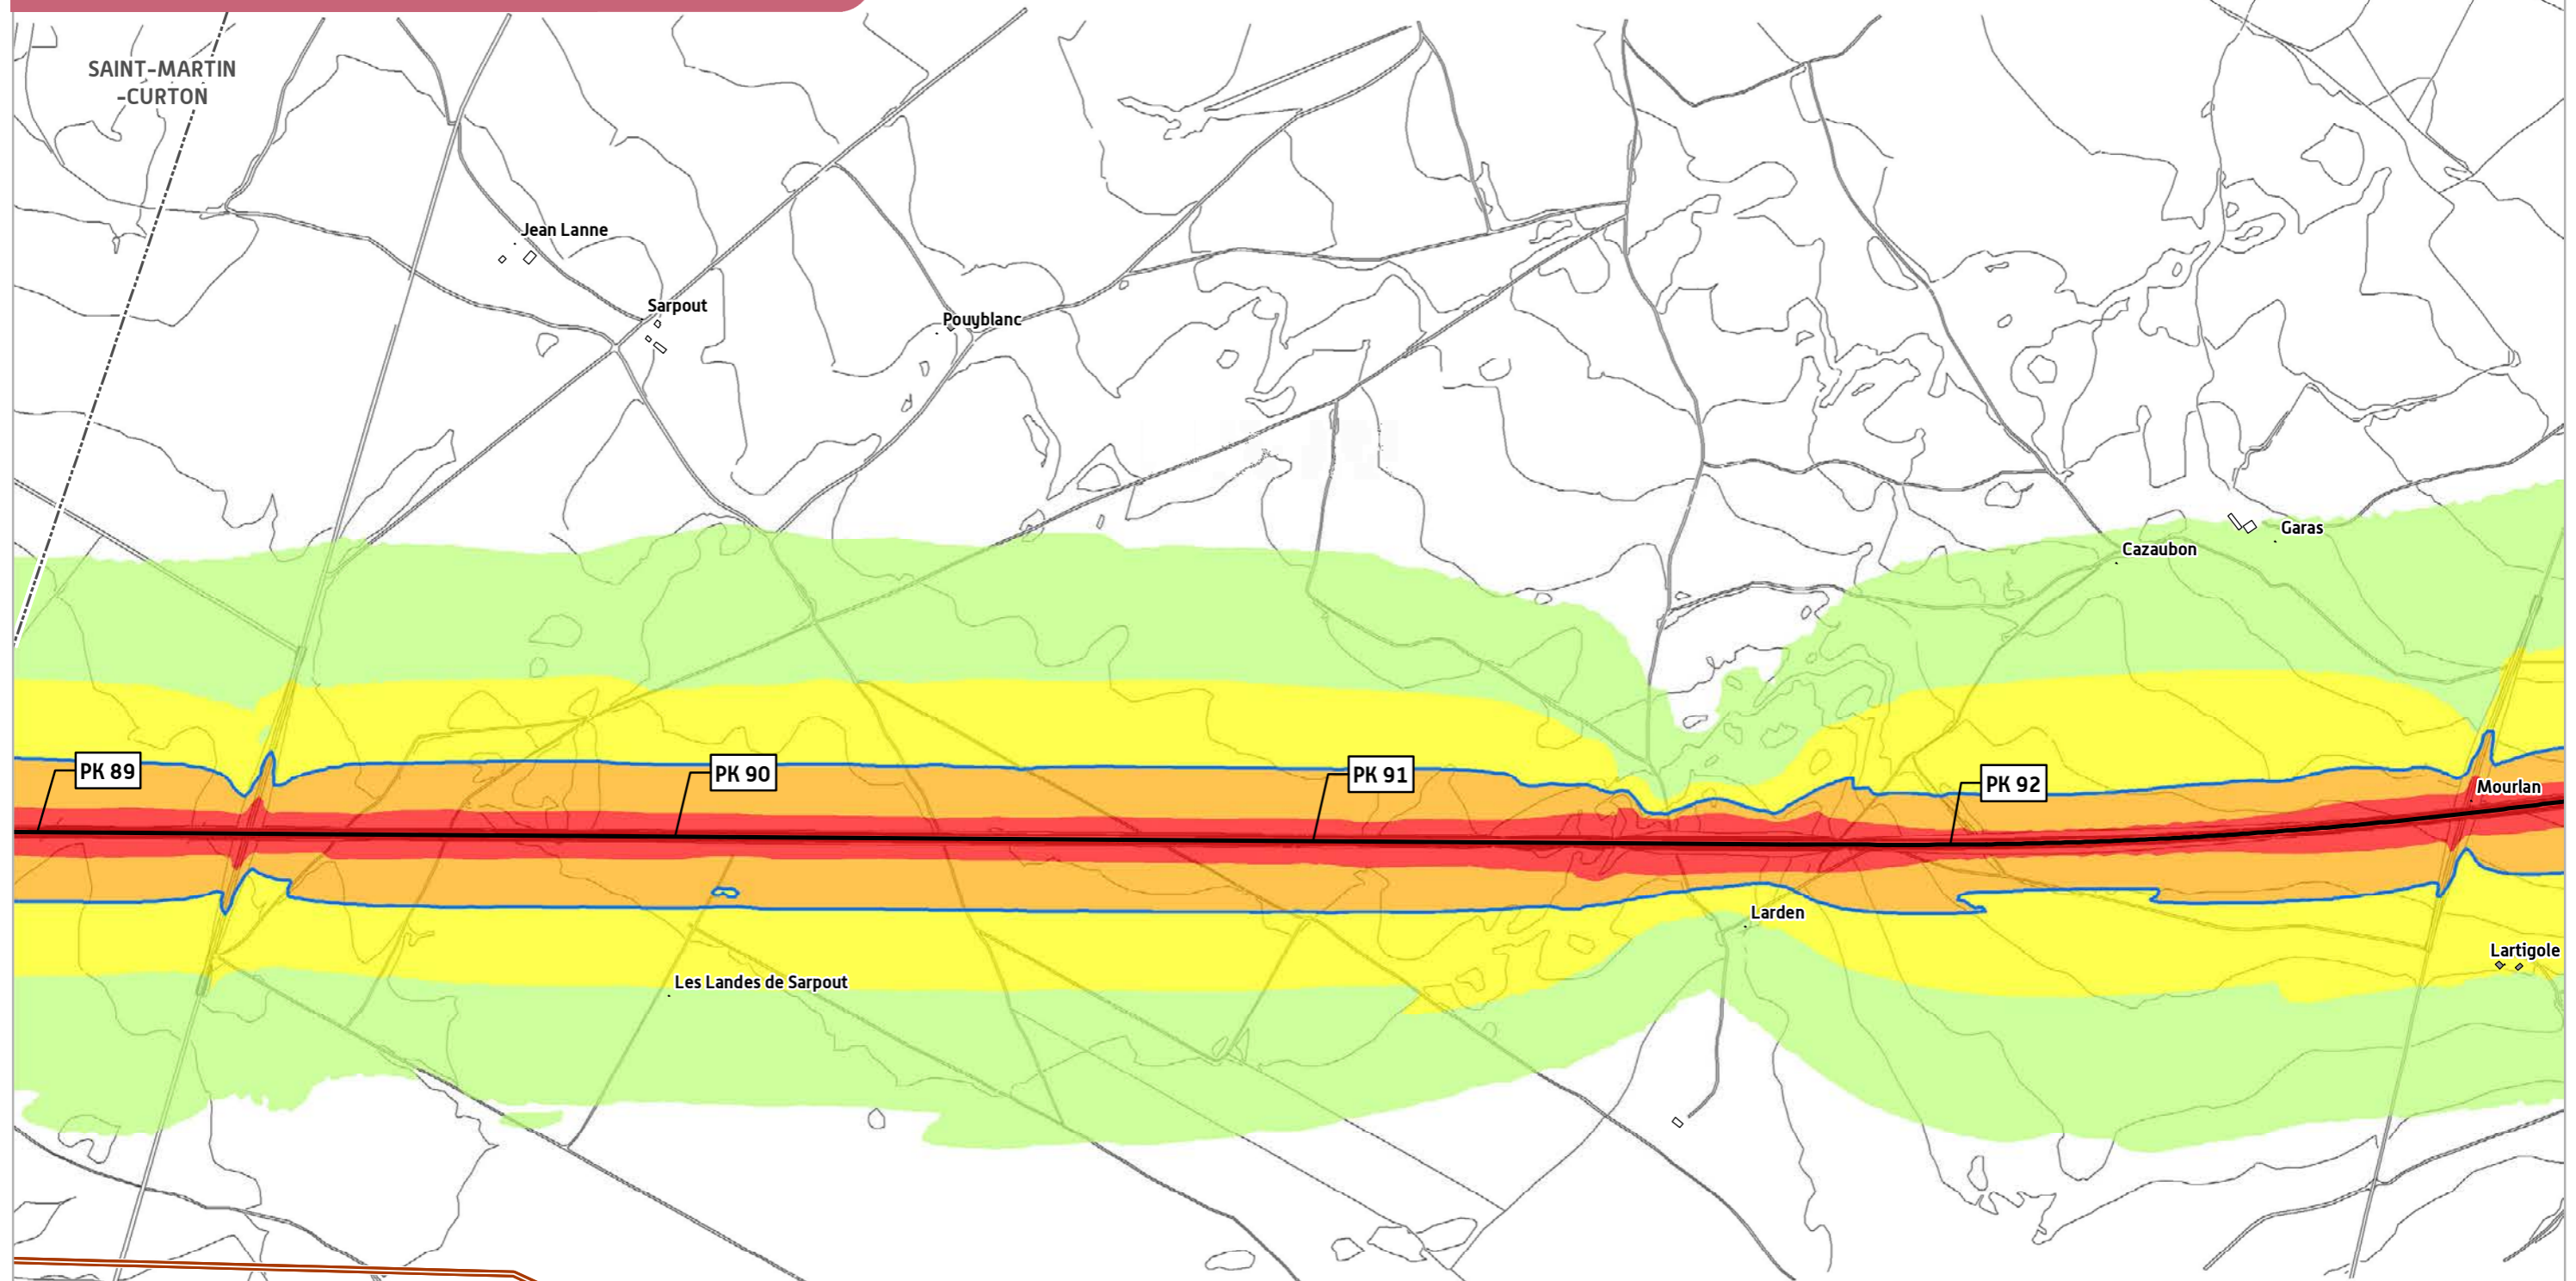 SAINT-MARTIN
-CURTON
Jean Lanne
Sarpout
Pouyblanc
Garas
Cazaubon
PK 89
PK 90
PK 91
PK 92
Mourlan
Larden
Lartigole
Les Landes de Sarpout